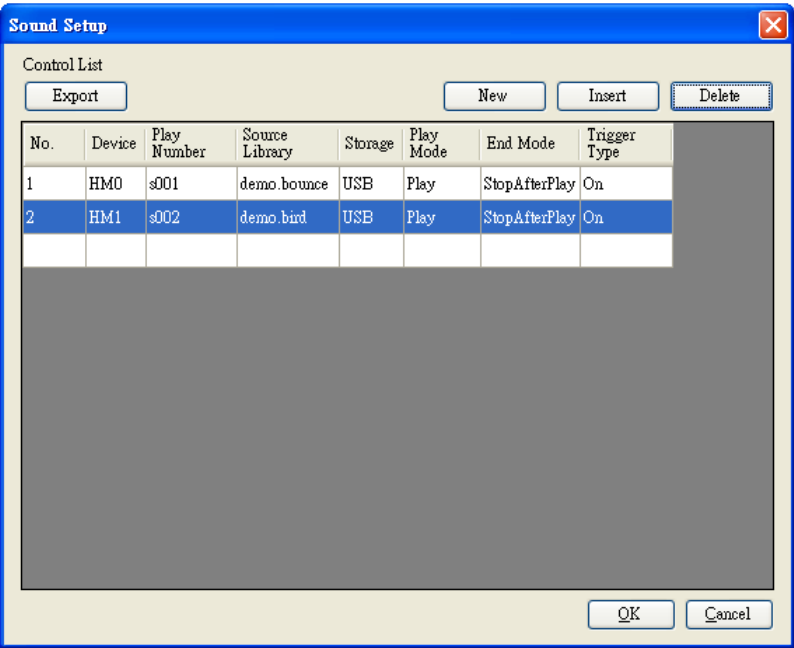 Sound Setup
Control List
Export New Insert Delete
No. Device Play Number Source Library Storage Play Mode End Mode Trigger Type
1 HM0 s001 demo.bounce USB Play StopAfterPlay On
2 HM1 s002 demo.bird USB Play StopAfterPlay On
OK Cancel